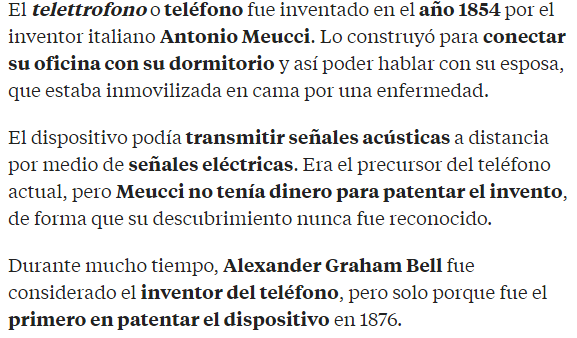 El telettrofono o teléfono fue inventado en el año 1854 por el
inventor italiano Antonio Meucci. Lo construyó para conectar
su oficina con su dormitorio y así poder hablar con su esposa,
que estaba inmovilizada en cama por una enfermedad.
El dispositivo podía transmitir señales acústicas a distancia
por medio de señales eléctricas. Era el precursor del teléfono
actual, pero Meucci no tenía dinero para patentar el invento,
de forma que su descubrimiento nunca fue reconocido.
Durante mucho tiempo, Alexander Graham Bell fue
considerado el inventor del teléfono, pero solo porque fue el
primero en patentar el dispositivo en 1876.